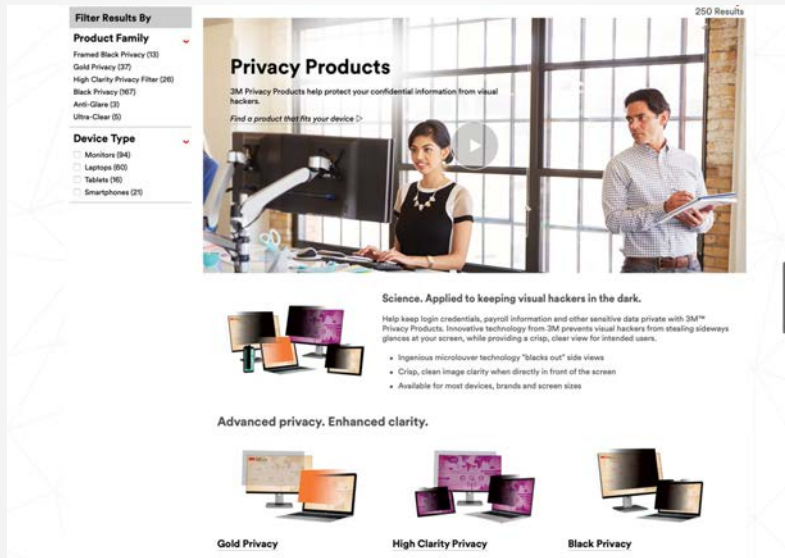 250 Results
Filter Results By
Product Family
Framed Black Privacy (13)
Gold Privacy (37)
High Clarity Privacy Filter (26)
Black Privacy (167)
Anti-Glare (3)
Ultra-Clear (5)
Device Type
Monitors (94)
Laptops (60)
Tablets (16)
Smartphones (21)
Privacy Products
3M Privacy Products help protect your confidential information from visual
hackers.
Find a product that fits your device ▷
Science. Applied to keeping visual hackers in the dark.
Help keep login credentials, payroll information and other sensitive data private with 3M™
Privacy Products. Innovative technology from 3M prevents visual hackers from stealing sideways
glances at your screen, while providing a crisp, clear view for intended users.
• Ingenious microlouver technology "blacks out" side views
• Crisp, clean image clarity when directly in front of the screen
• Available for most devices, brands and screen sizes
Advanced privacy. Enhanced clarity.
Gold Privacy
High Clarity Privacy
Black Privacy